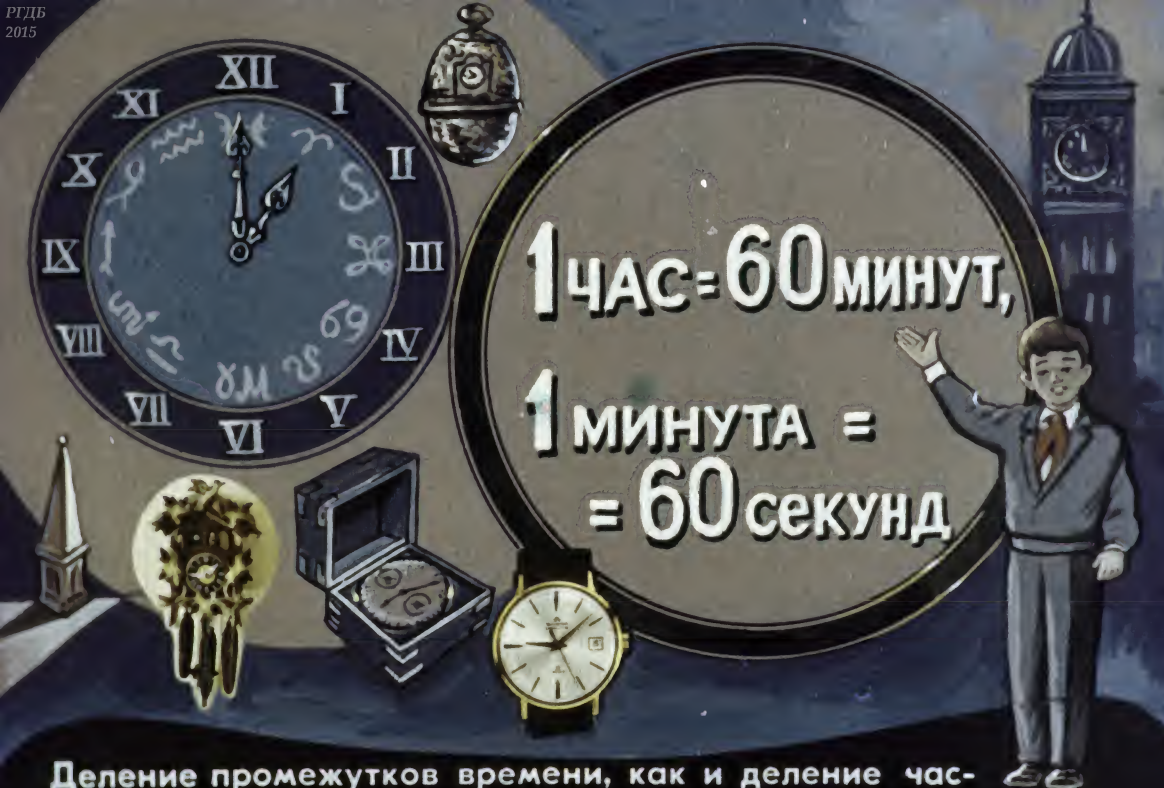 РГДБ
2015
XII
I
II
III
IV
V
VI
VII
VIII
IX
X
XI
1 ЧАС = 60 МИНУТ,
1 МИНУТА =
= 60 СЕКУНД
Деление промежутков времени, как и деление час-